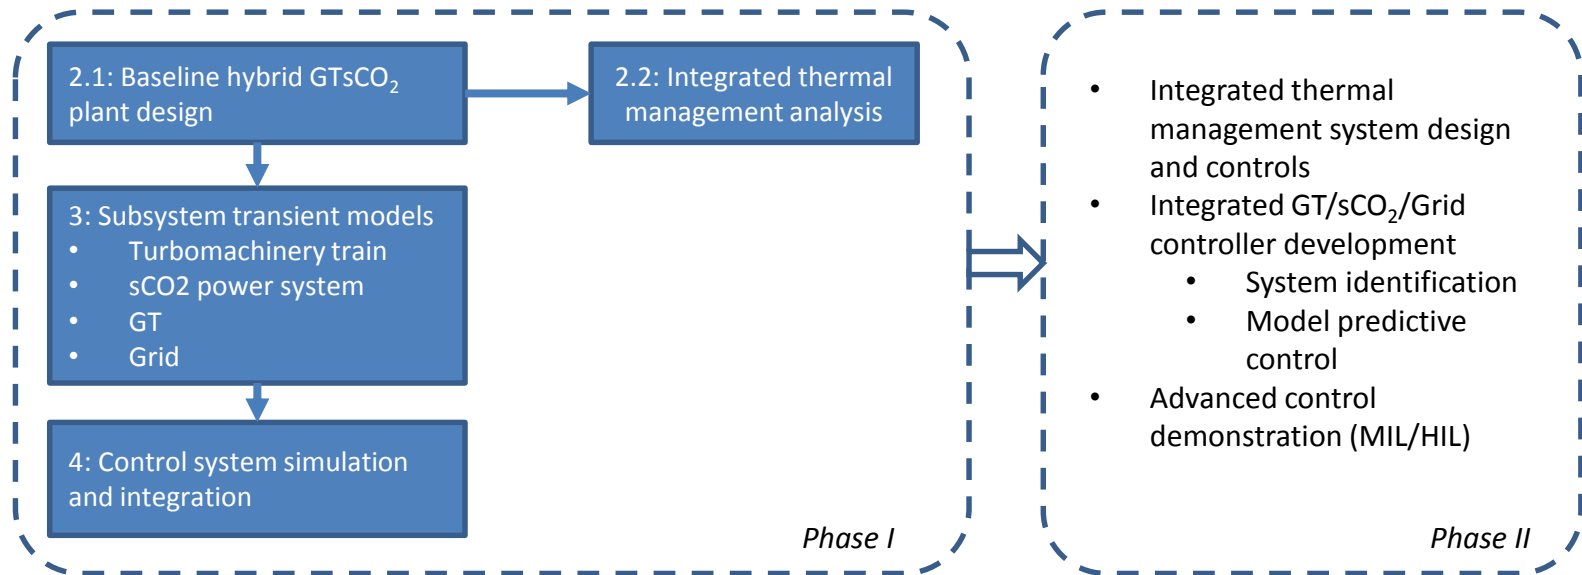 2.1: Baseline hybrid GTsCO₂
plant design
2.2: Integrated thermal
management analysis
3: Subsystem transient models
• Turbomachinery train
• sCO2 power system
• GT
• Grid
4: Control system simulation
and integration
Phase I
• Integrated thermal
management system design
and controls
• Integrated GT/sCO₂/Grid
controller development
• System identification
• Model predictive
control
• Advanced control
demonstration (MIL/HIL)
Phase II